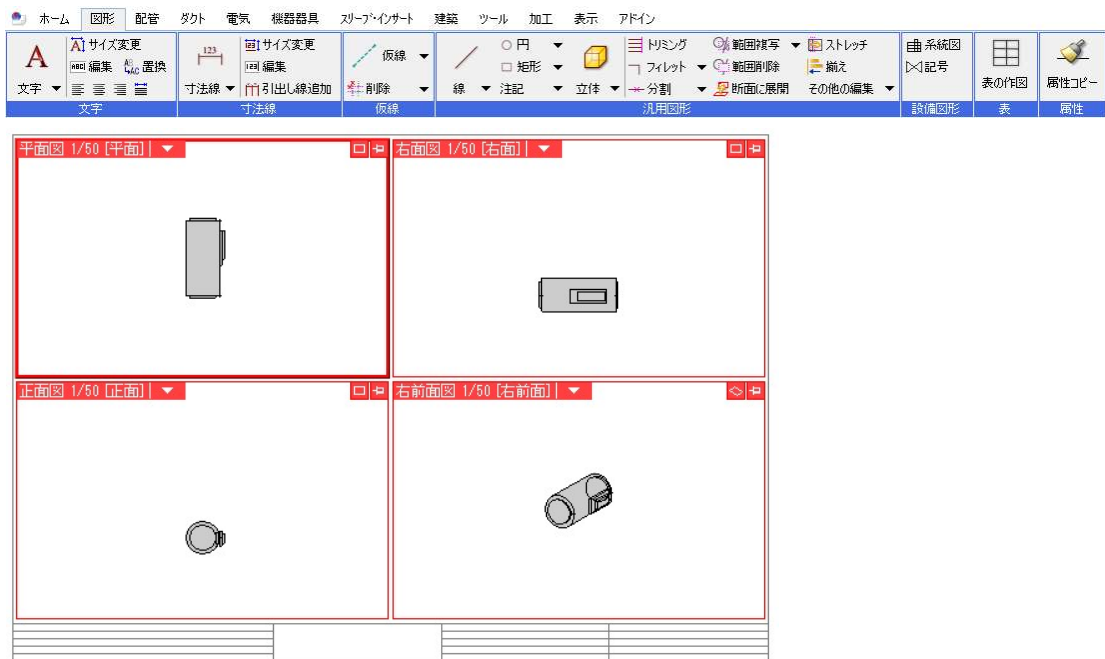 ホーム 図形 配管 ダクト 電気 機器器具 スリーブ・インサート 建築 ツール 加工 表示 アドイン
A 文字 サイズ変更 ABC 編集 置換 文字
123 寸法線 サイズ変更 123 編集 引出し線追加 寸法線
仮線 削除 仮線
線 円 矩形 注記 立体 トリミング フィレット 分割 範囲複写 範囲削除 断面に展開 ストレッチ 揃え その他の編集 汎用図形
系統図 記号 設備図形
表の作図 表
属性コピー 属性
平面図 1/50 [平面]
右面図 1/50 [右面]
正面図 1/50 [正面]
右前面図 1/50 [右前面]